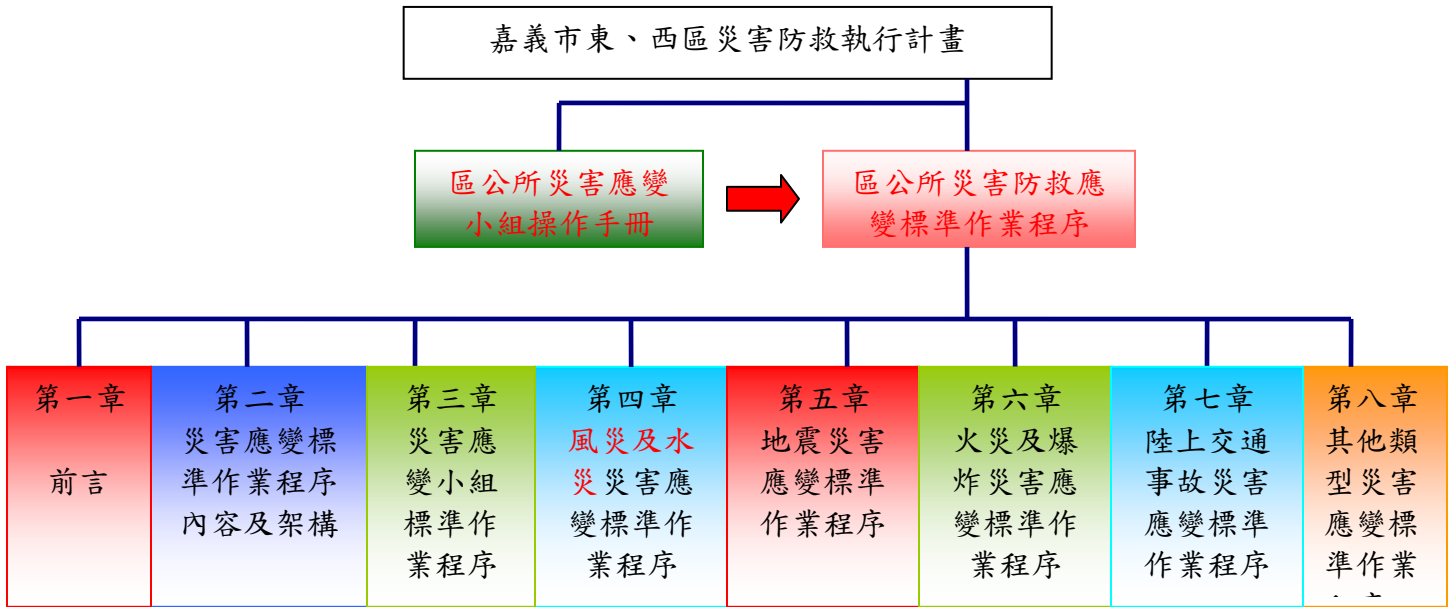 嘉義市東、西區災害防救執行計畫
區公所災害應變
小組操作手冊
區公所災害防救應
變標準作業程序
第一章
前言
第二章
災害應變標
準作業程序
內容及架構
第三章
災害應
變小組
標準作
業程序
第四章
風災及水
災災害應
變標準作
業程序
第五章
地震災害
應變標準
作業程序
第六章
火災及爆
炸災害應
變標準作
業程序
第七章
陸上交通
事故災害
應變標準
作業程序
第八章
其他類
型災害
應變標
準作業